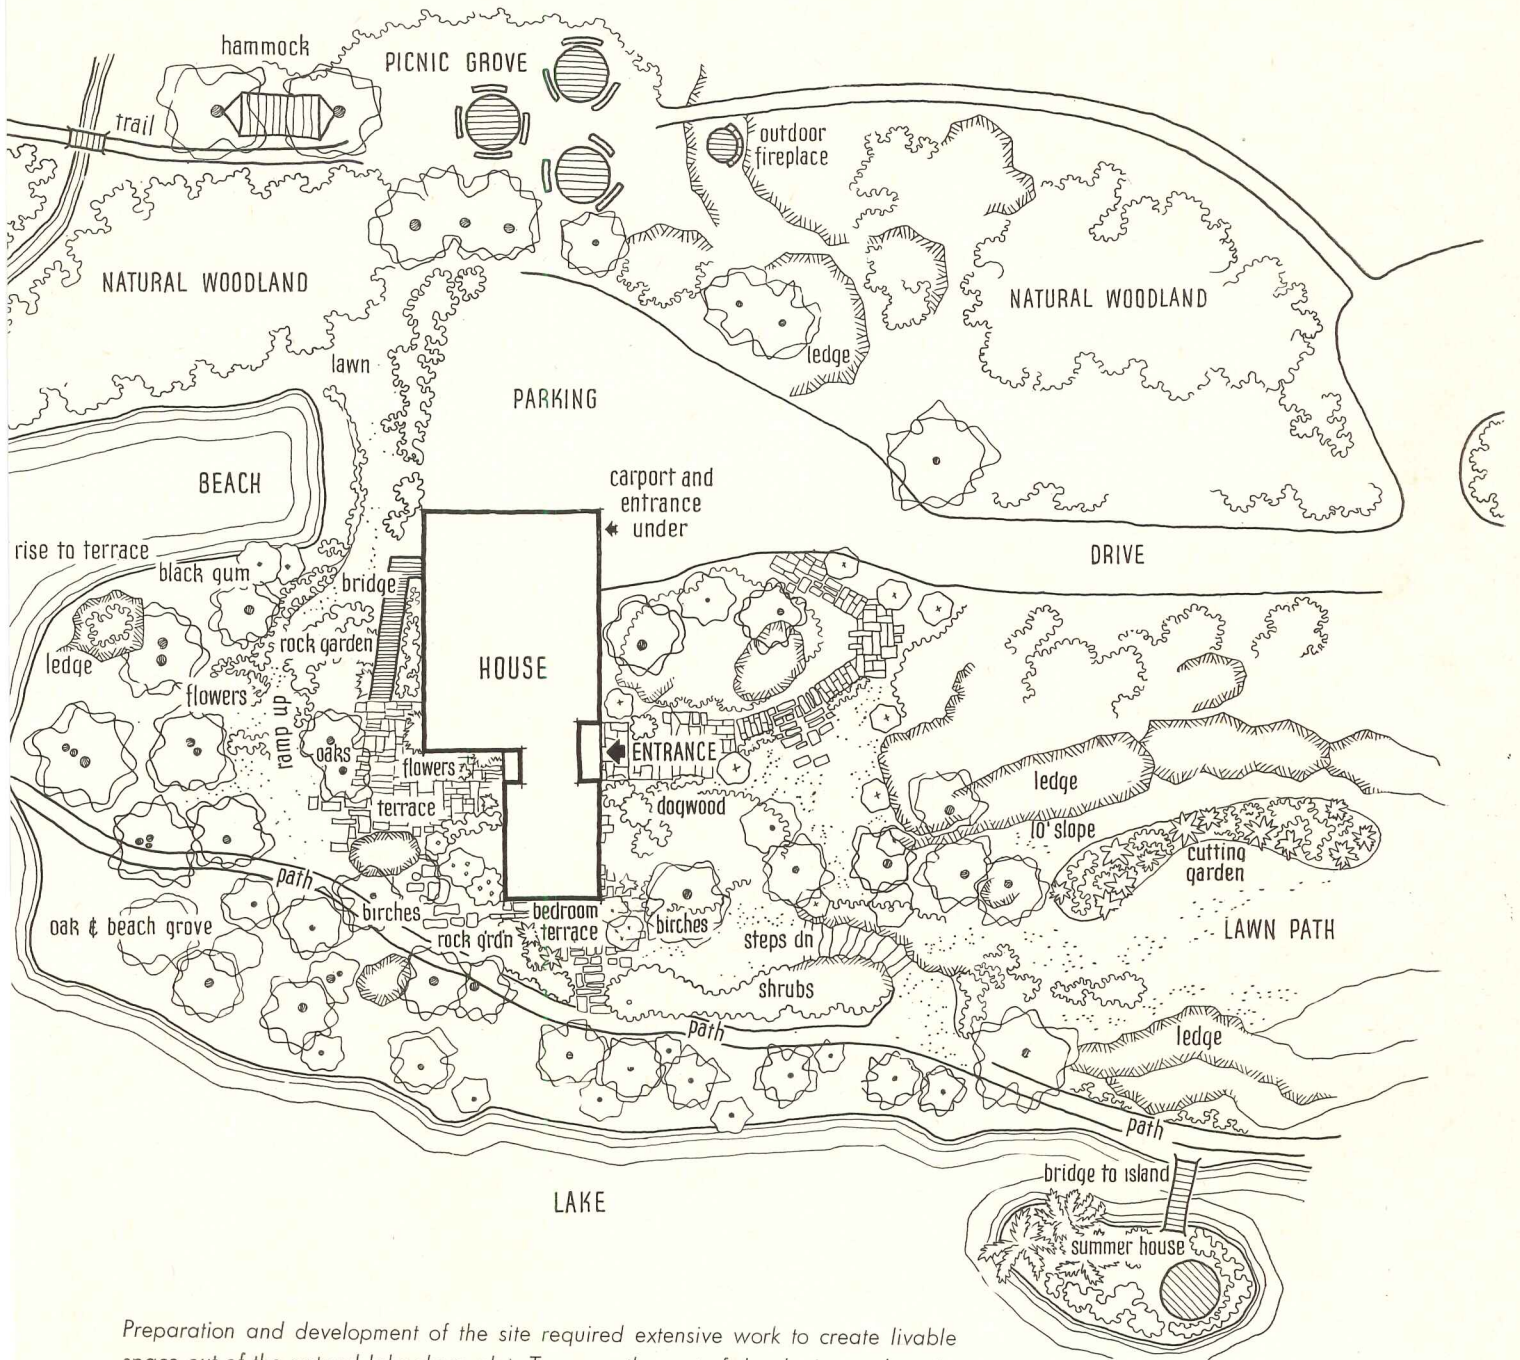 hammock
PICNIC GROVE
trail
outdoor
fireplace
NATURAL WOODLAND
NATURAL WOODLAND
lawn
ledge
PARKING
BEACH
carport and
entrance
under
rise to terrace
black gum
bridge
DRIVE
rock garden
ledge
HOUSE
flowers
ramp up
oaks
flowers
ENTRANCE
terrace
dogwood
ledge
10' slope
cutting
garden
path
birches
oak & beach grove
bedroom
terrace
birches
rock g'rd'n
steps dn
LAWN PATH
shrubs
path
ledge
path
bridge to island
LAKE
summer house
Preparation and development of the site required extensive work to create livable